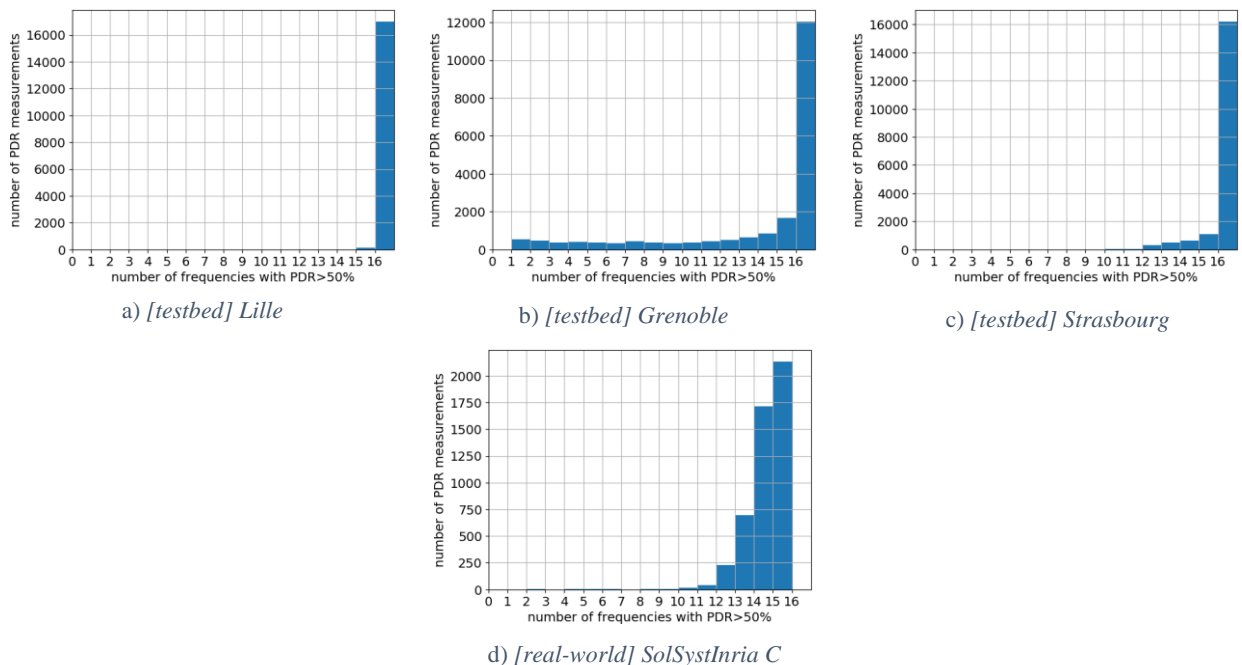 number of PDR measurements
16000
14000
12000
10000
8000
6000
4000
2000
0
0 1 2 3 4 5 6 7 8 9 10 11 12 13 14 15 16
number of frequencies with PDR>50%
a) [testbed] Lille
number of PDR measurements
12000
10000
8000
6000
4000
2000
0
0 1 2 3 4 5 6 7 8 9 10 11 12 13 14 15 16
number of frequencies with PDR>50%
b) [testbed] Grenoble
number of PDR measurements
16000
14000
12000
10000
8000
6000
4000
2000
0
0 1 2 3 4 5 6 7 8 9 10 11 12 13 14 15 16
number of frequencies with PDR>50%
c) [testbed] Strasbourg
number of PDR measurements
2000
1750
1500
1250
1000
750
500
250
0
0 1 2 3 4 5 6 7 8 9 10 11 12 13 14 15 16
number of frequencies with PDR>50%
d) [real-world] SolSystInria C